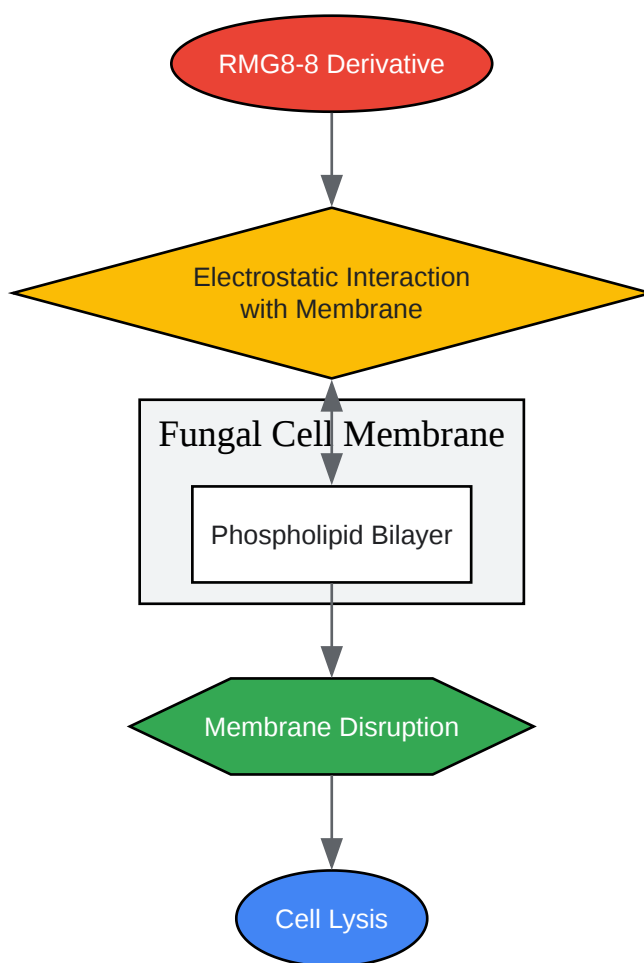 RMG8-8 Derivative
Electrostatic Interaction
with Membrane
Fungal Cell Membrane
Phospholipid Bilayer
Membrane Disruption
Cell Lysis